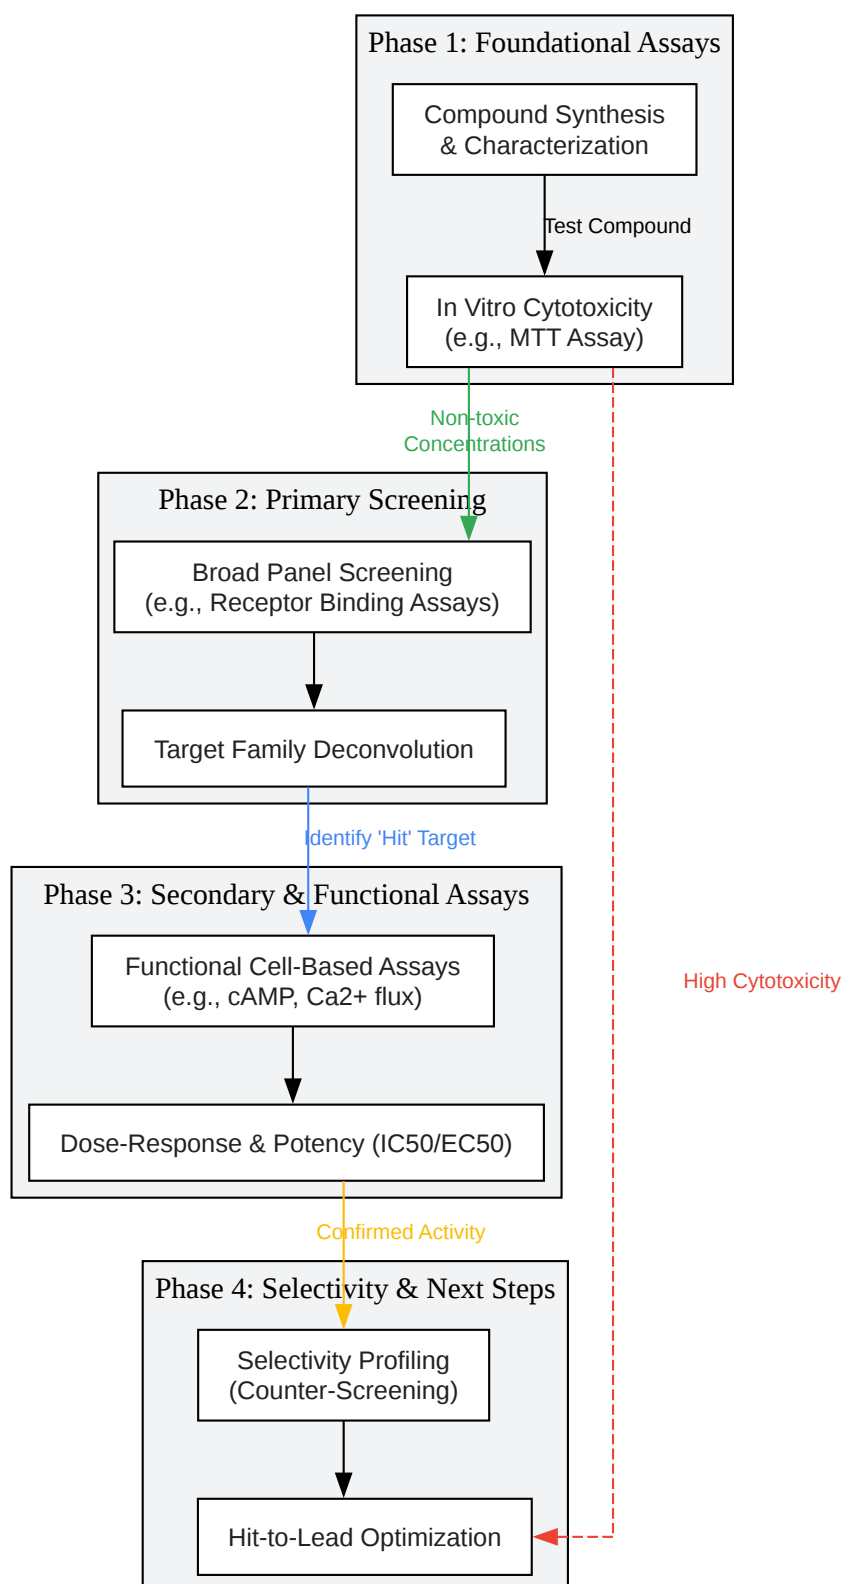 Phase 1: Foundational Assays
Compound Synthesis
& Characterization
Test Compound
In Vitro Cytotoxicity
(e.g., MTT Assay)
Non-toxic
Concentrations
Phase 2: Primary Screening
Broad Panel Screening
(e.g., Receptor Binding Assays)
Target Family Deconvolution
Identify 'Hit' Target
Phase 3: Secondary & Functional Assays
Functional Cell-Based Assays
(e.g., cAMP, Ca2+ flux)
High Cytotoxicity
Dose-Response & Potency (IC50/EC50)
Confirmed Activity
Phase 4: Selectivity & Next Steps
Selectivity Profiling
(Counter-Screening)
Hit-to-Lead Optimization